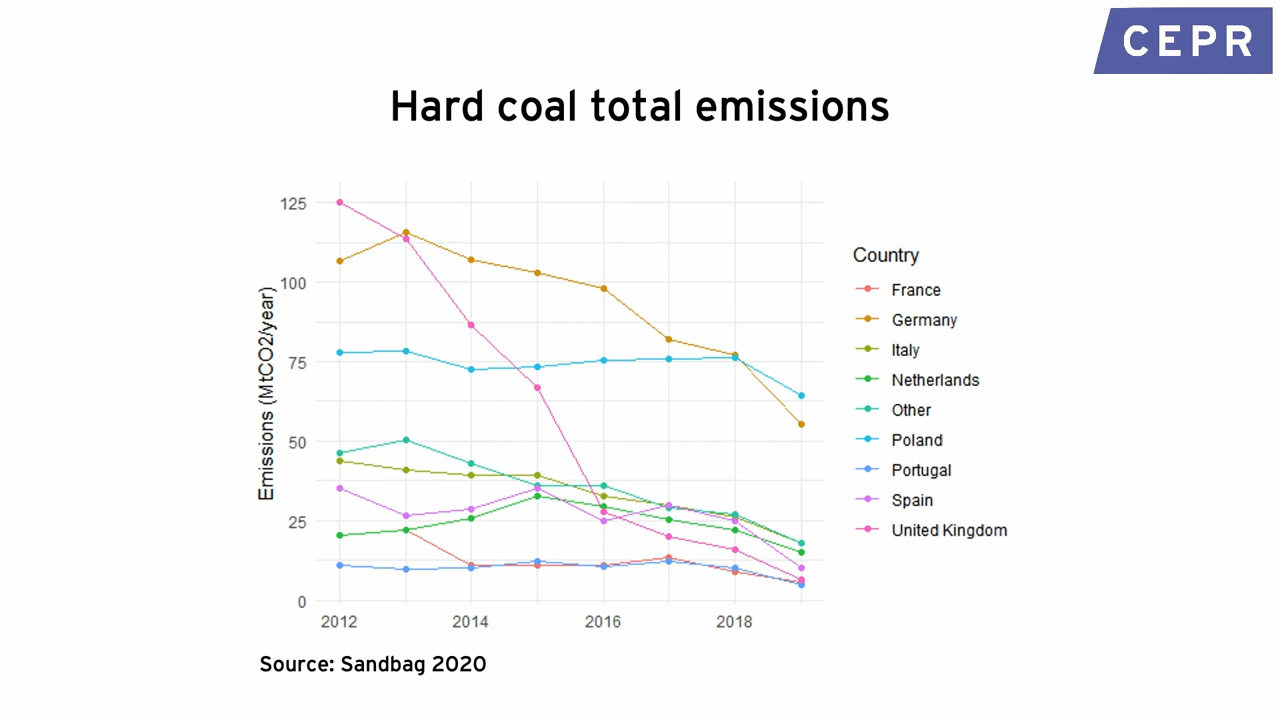 CEPR
Hard coal total emissions
Emissions (MtCO2/year)
125
100
75
50
25
0
2012 2014 2016 2018
Country
France
Germany
Italy
Netherlands
Other
Poland
Portugal
Spain
United Kingdom
Source: Sandbag 2020